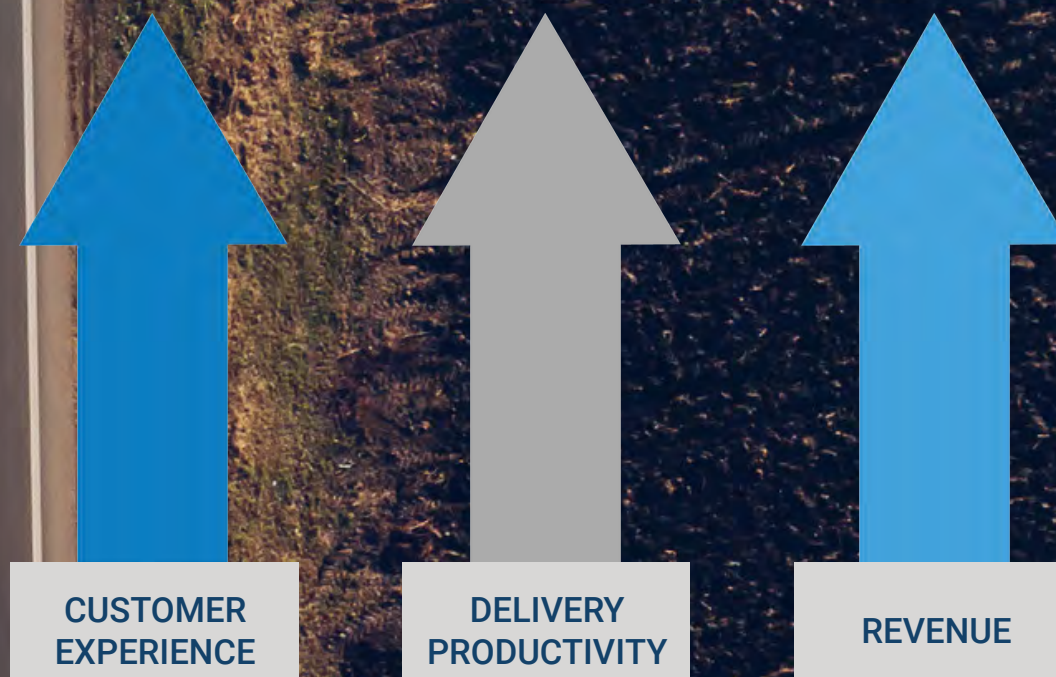 CUSTOMER
EXPERIENCE
DELIVERY
PRODUCTIVITY
REVENUE